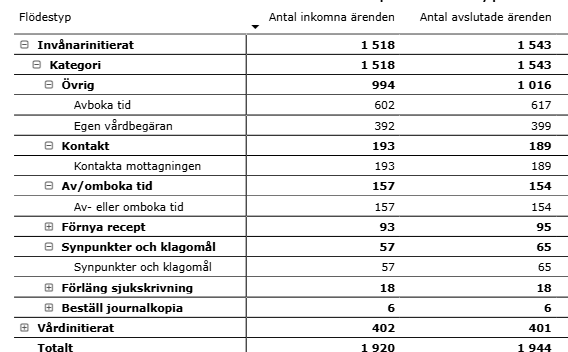 Flödestyp Antal inkomna ärenden Antal avslutade ärenden
Invånarinitierat 1 518 1 543
Kategori 1 518 1 543
Övrig 994 1 016
Avboka tid 602 617
Egen vårdbegäran 392 399
Kontakt 193 189
Kontakta mottagningen 193 189
Av/omboka tid 157 154
Av- eller omboka tid 157 154
Förnya recept 93 95
Synpunkter och klagomål 57 65
Synpunkter och klagomål 57 65
Förläng sjukskrivning 18 18
Beställ journalkopia 6 6
Vårdinitierat 402 401
Totalt 1 920 1 944